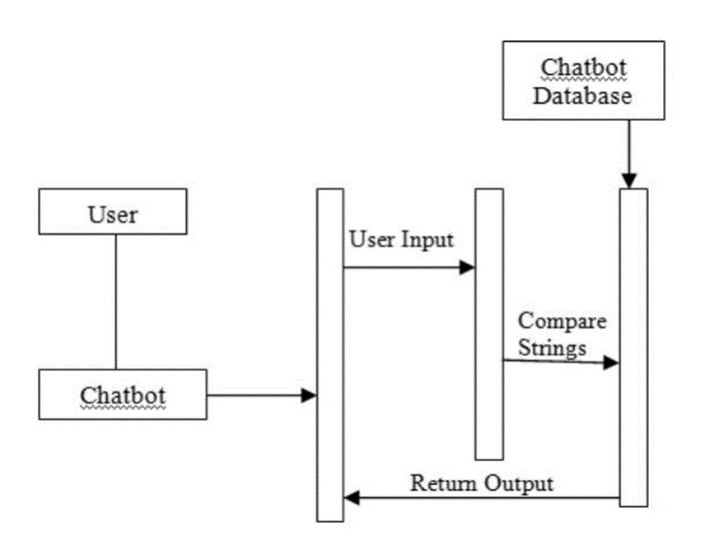 Chatbot
Database
User
User Input
Compare
Strings
Chatbot
Return Output